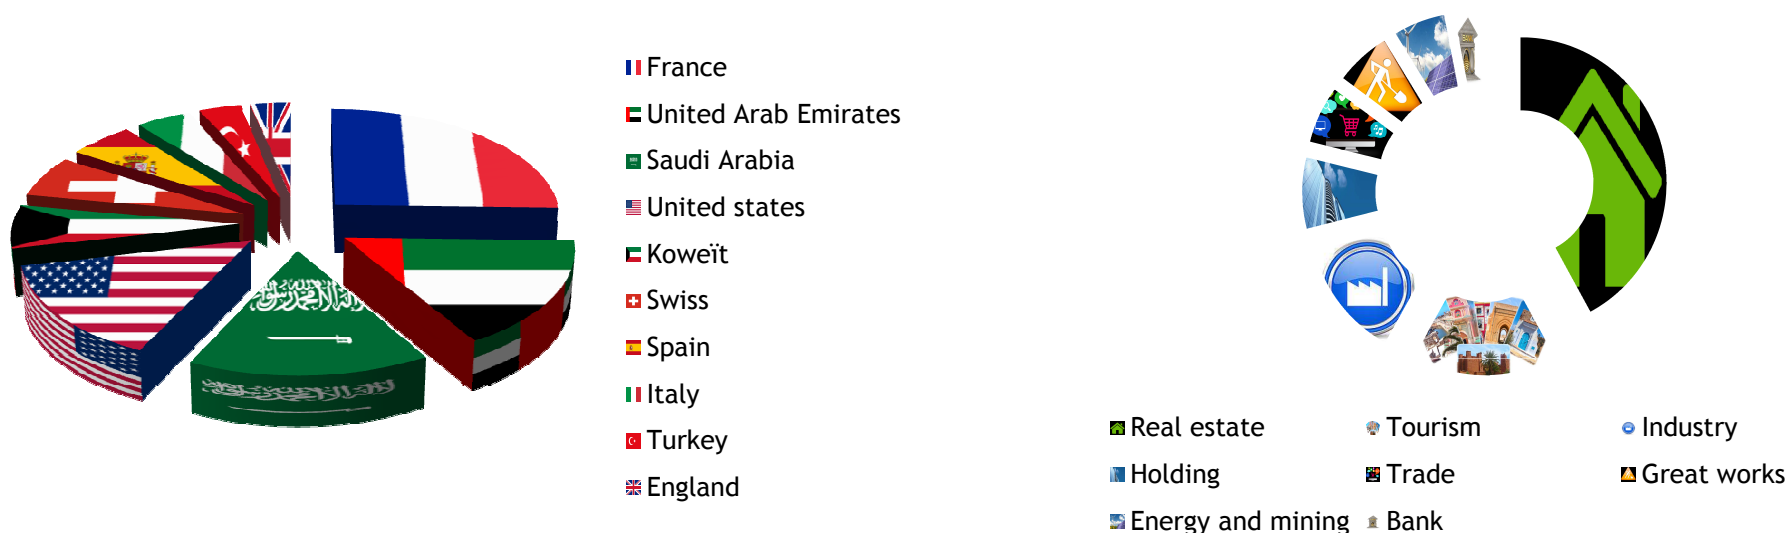 France
United Arab Emirates
Saudi Arabia
United states
Koweït
Swiss
Spain
Italy
Turkey
England
Real estate Tourism Industry
Holding Trade Great works
Energy and mining Bank